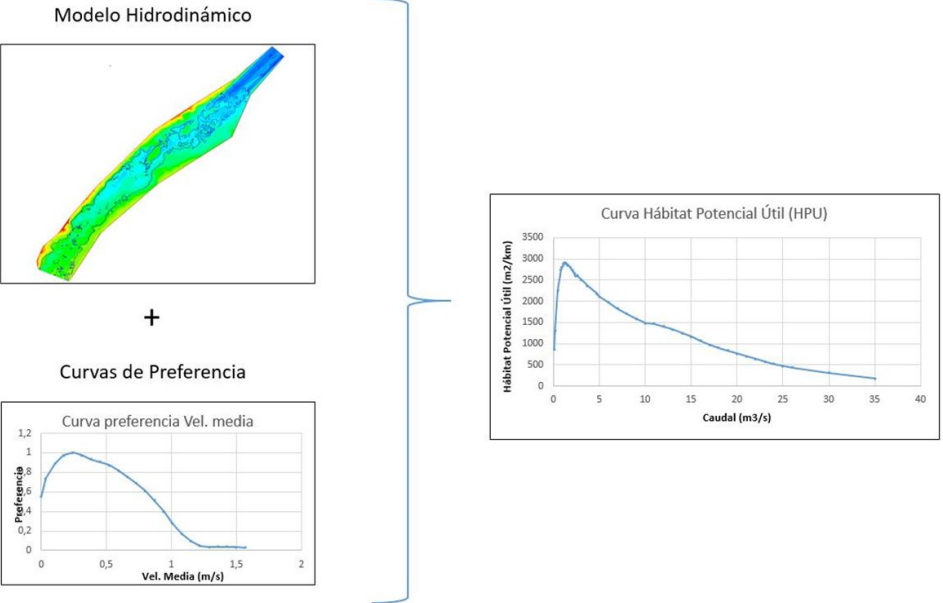 Modelo Hidrodinámico
+
Curvas de Preferencia
Curva preferencia Vel. media
Preferencia
1,2
1
0,8
0,6
0,4
0,2
0
0 0,5 1 1,5 2
Vel. Media (m/s)
Curva Hábitat Potencial Útil (HPU)
Hábitat Potencial Útil (m2/km)
3500
3000
2500
2000
1500
1000
500
0
0 5 10 15 20 25 30 35 40
Caudal (m3/s)